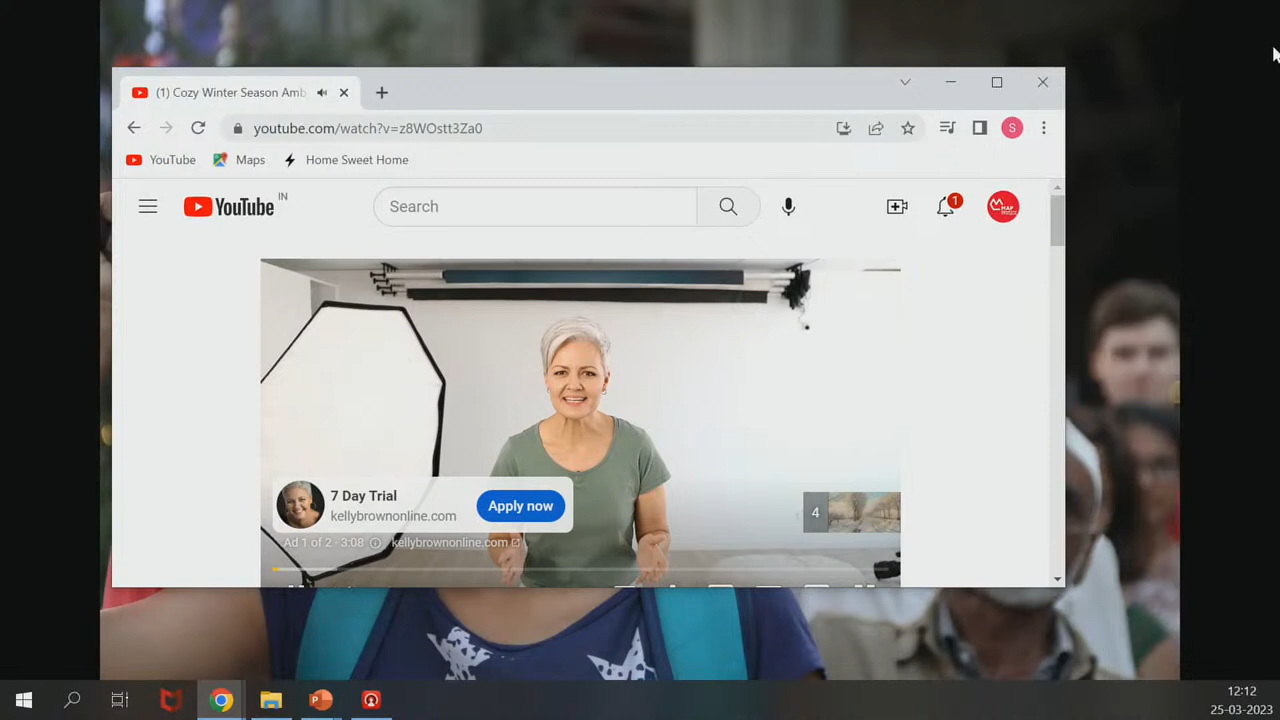 (1) Cozy Winter Season Amb
youtube.com/watch?v=z8WOstt3Za0
YouTube Maps Home Sweet Home
YouTube IN
Search
1
MAP
7 Day Trial
kellybrownonline.com
Apply now
4
Ad 1 of 2 · 3:08 kellybrownonline.com
12:12
25-03-2023